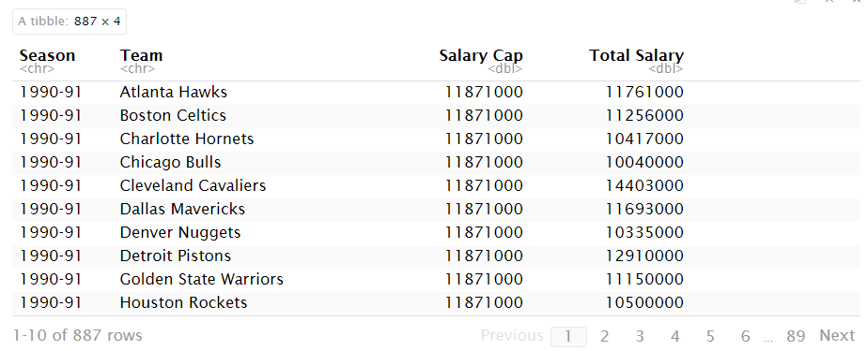 A tibble: 887 × 4
Season Team Salary Cap Total Salary
<chr> <chr> <dbl> <dbl>
1990-91 Atlanta Hawks 11871000 11761000
1990-91 Boston Celtics 11871000 11256000
1990-91 Charlotte Hornets 11871000 10417000
1990-91 Chicago Bulls 11871000 10040000
1990-91 Cleveland Cavaliers 11871000 14403000
1990-91 Dallas Mavericks 11871000 11693000
1990-91 Denver Nuggets 11871000 10335000
1990-91 Detroit Pistons 11871000 12910000
1990-91 Golden State Warriors 11871000 11150000
1990-91 Houston Rockets 11871000 10500000
1-10 of 887 rows Previous 1 2 3 4 5 6 ... 89 Next